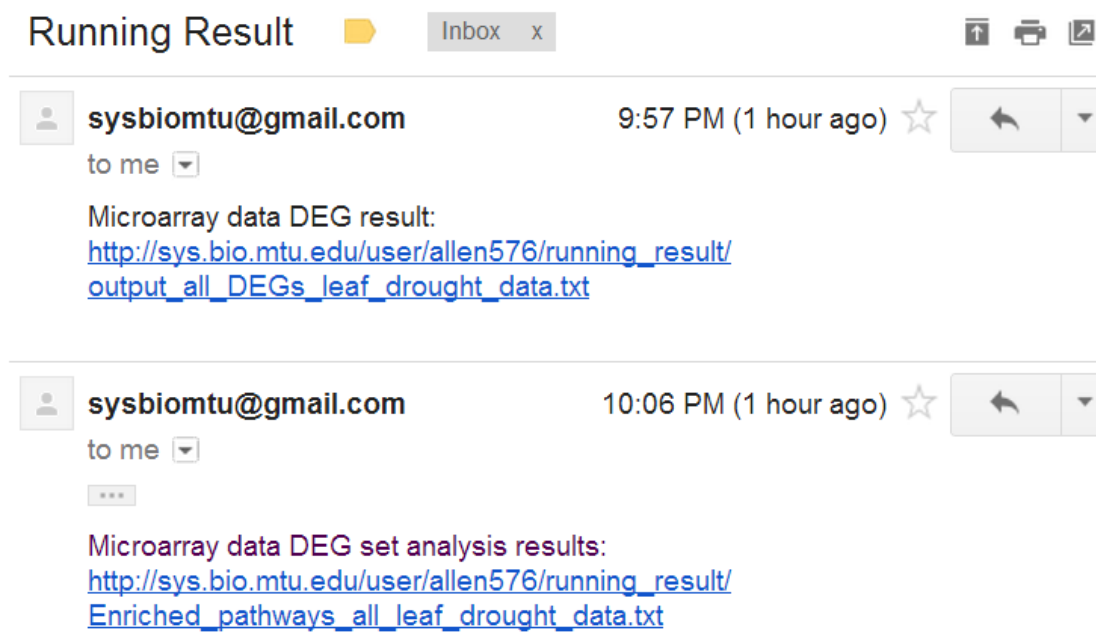 Running Result Inbox x
sysbiomtu@gmail.com 9:57 PM (1 hour ago)
to me
Microarray data DEG result:
http://sys.bio.mtu.edu/user/allen576/running_result/
output_all_DEGs_leaf_drought_data.txt
sysbiomtu@gmail.com 10:06 PM (1 hour ago)
to me
Microarray data DEG set analysis results:
http://sys.bio.mtu.edu/user/allen576/running_result/
Enriched_pathways_all_leaf_drought_data.txt